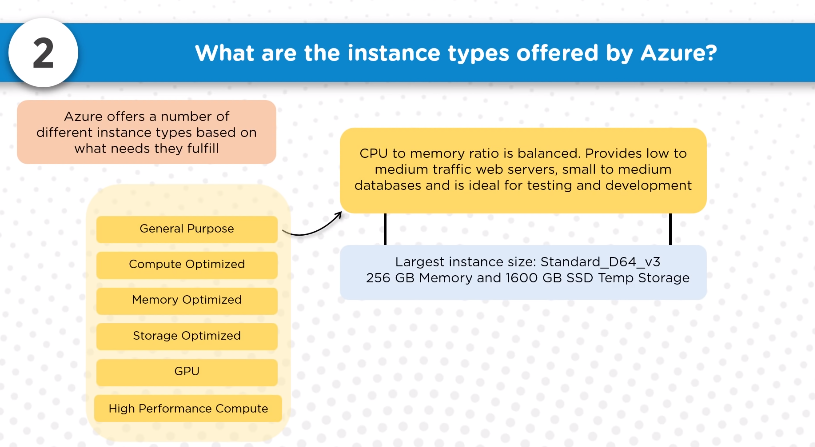 2
What are the instance types offered by Azure?
Azure offers a number of
different instance types based on
what needs they fulfill
CPU to memory ratio is balanced. Provides low to
medium traffic web servers, small to medium
databases and is ideal for testing and development
General Purpose
Compute Optimized
Memory Optimized
Storage Optimized
GPU
High Performance Compute
Largest instance size: Standard_D64_v3
256 GB Memory and 1600 GB SSD Temp Storage